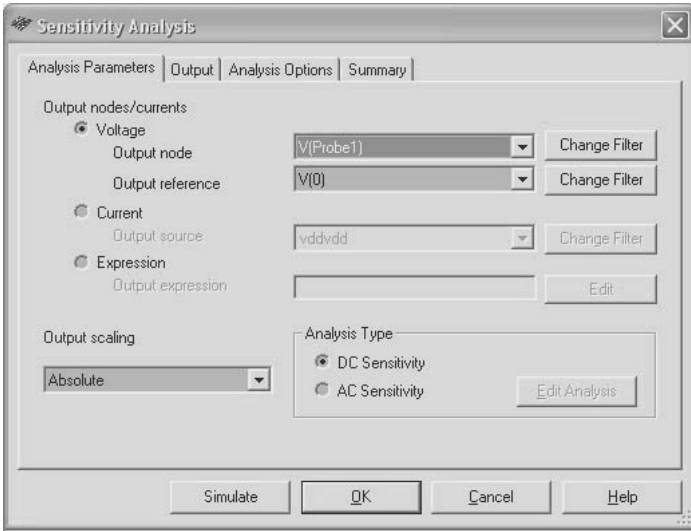 Sensitivity Analysis
Analysis Parameters Output Analysis Options Summary
Output nodes/currents
Voltage
Output node V(Probe1) Change Filter
Output reference V(0) Change Filter
Current
Output source vddvdd Change Filter
Expression
Output expression Edit
Output scaling
Absolute
Analysis Type
DC Sensitivity
AC Sensitivity Edit Analysis
Simulate OK Cancel Help